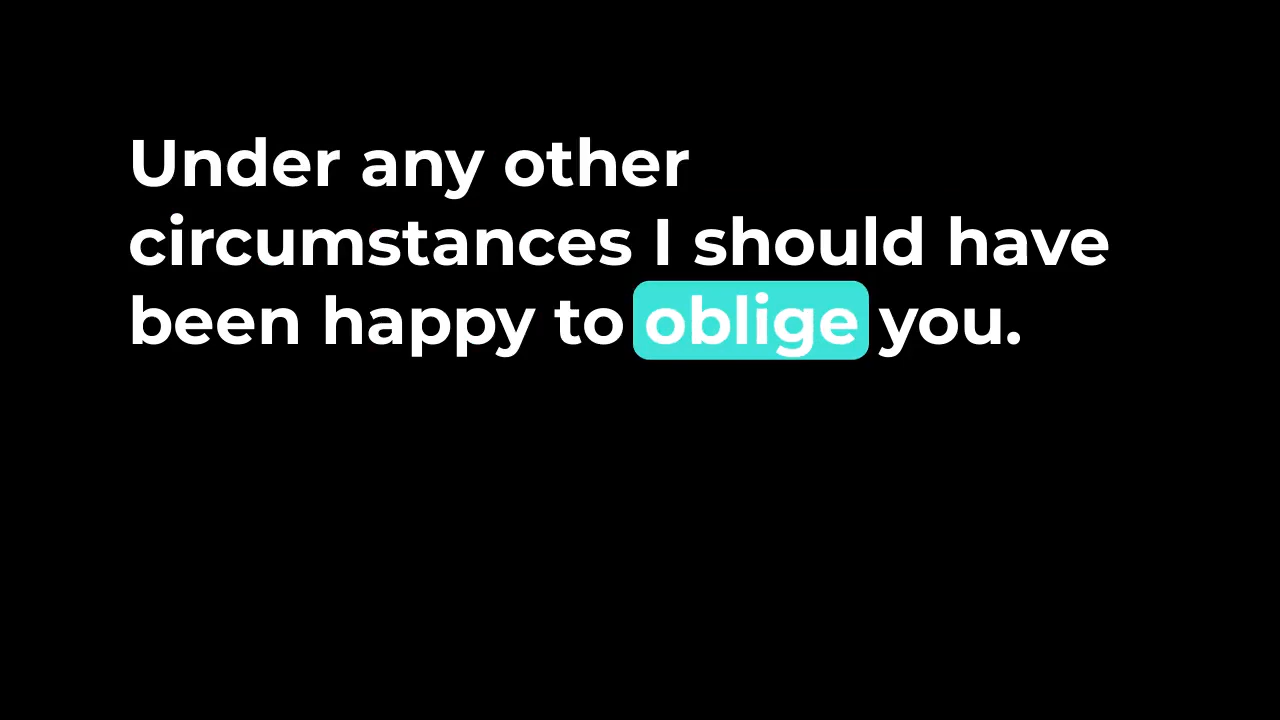 Under any other
circumstances I should have
been happy to oblige you.